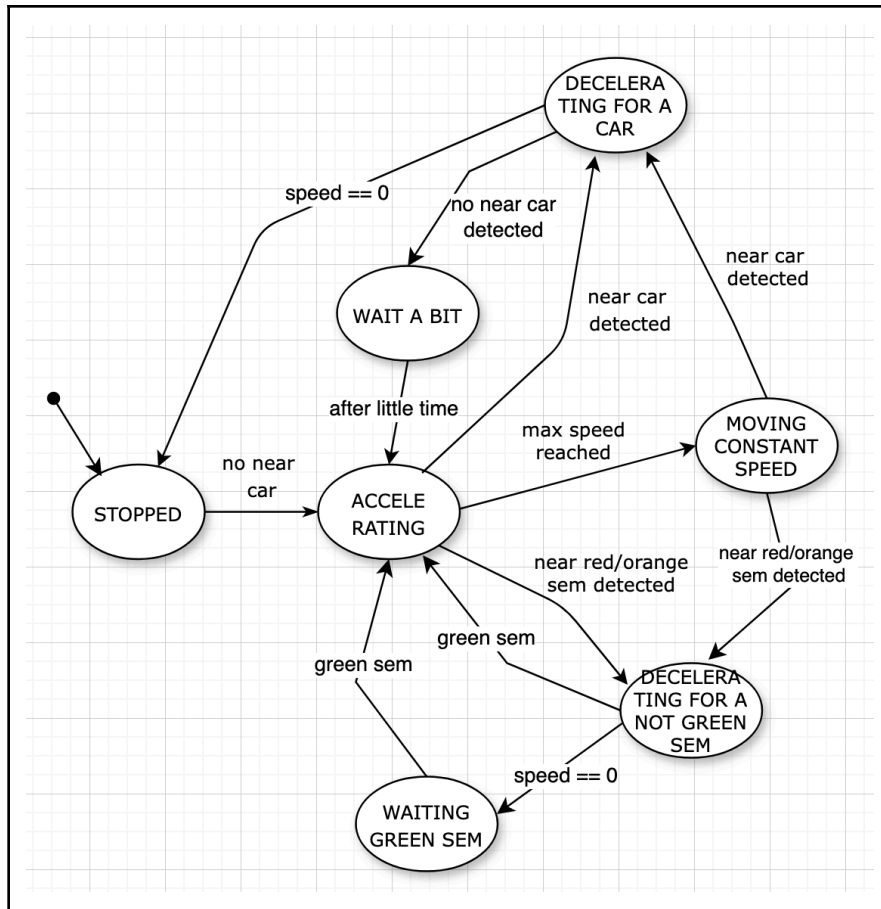 DECELERA
TING FOR A
CAR
speed == 0
no near car
detected
near car
detected
WAIT A BIT
near car
detected
after little time
max speed
reached
MOVING
CONSTANT
SPEED
no near
car
STOPPED
ACCELE
RATING
near red/orange
sem detected
near red/orange
sem detected
green sem
green sem
DECELERA
TING FOR A
NOT GREEN
SEM
speed == 0
WAITING
GREEN SEM